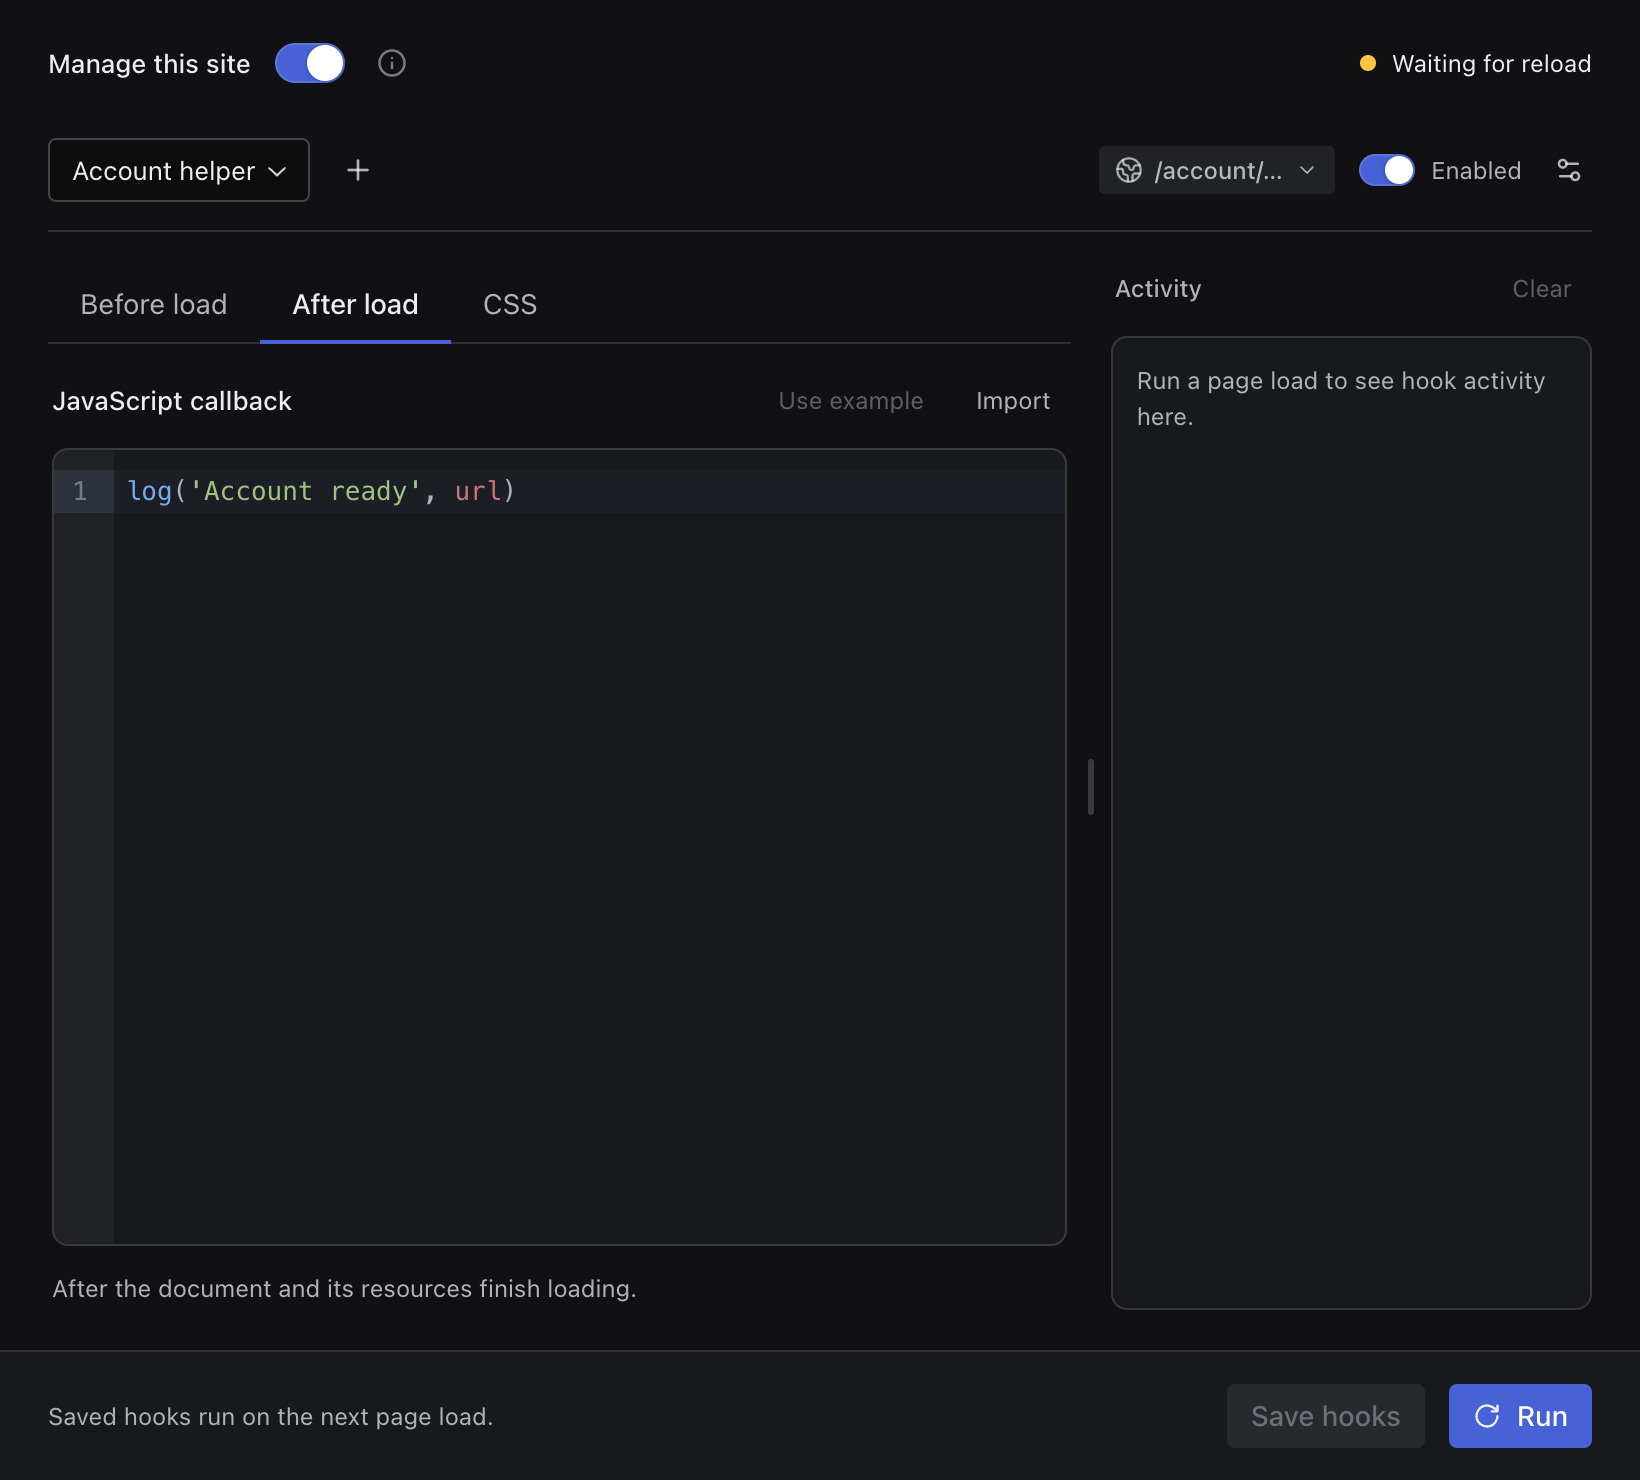 Manage this site
Waiting for reload
Account helper
/account/...
Enabled
Before load
After load
CSS
Activity
Clear
JavaScript callback
Use example
Import
Run a page load to see hook activity
here.
1
log('Account ready', url)
After the document and its resources finish loading.
Saved hooks run on the next page load.
Save hooks
Run